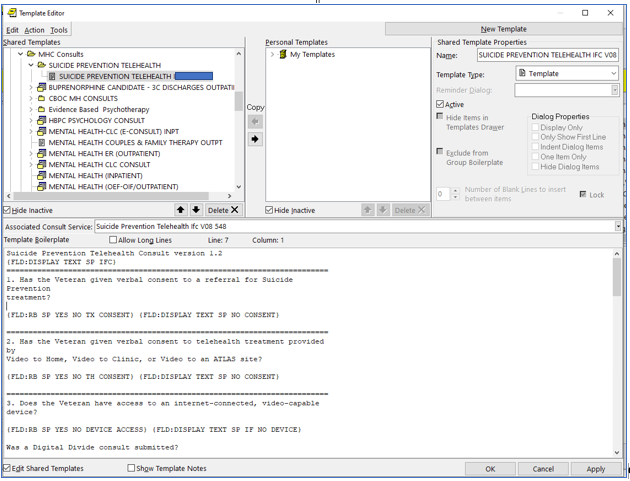 Template Editor
Edit Action Tools
New Template
Shared Templates
MHC Consults
SUICIDE PREVENTION TELEHEALTH
SUICIDE PREVENTION TELEHEALTH
BUPRENORPHINE CANDIDATE - 3C DISCHARGES OUTPATI
CBOC MH CONSULTS
Evidence Based Psychotherapy
HBPC PSYCHOLOGY CONSULT
MENTAL HEALTH-CLC (E-CONSULT) INPT
MENTAL HEALTH COUPLES & FAMILY THERAPY OUTPT
MENTAL HEALTH ER (OUTPATIENT)
MENTAL HEALTH CLC CONSULT
MENTAL HEALTH (INPATIENT)
MENTAL HEALTH (OEF-OIF/OUTPATIENT)
Hide Inactive
Delete
Copy
Personal Templates
My Templates
Hide Inactive
Delete
Shared Template Properties
Name: SUICIDE PREVENTION TELEHEALTH IFC V08
Template Type: Template
Reminder Dialog:
Active
Hide Items in
Templates Drawer
Exclude from
Group Boilerplate
Dialog Properties
Display Only
Only Show First Line
Indent Dialog Items
One Item Only
Hide Dialog Items
0 Number of Blank Lines to insert
between items
Lock
Associated Consult Service: Suicide Prevention Telehealth Ifc V08 548
Template Boilerplate Allow Long Lines Line: 7 Column: 1
Suicide Prevention Telehealth Consult version 1.2
{FLD:DISPLAY TEXT SP IFC}
========================================================================
1. Has the Veteran given verbal consent to a referral for Suicide
Prevention
treatment?
{FLD:RB SP YES NO TX CONSENT} {FLD:DISPLAY TEXT SP NO CONSENT}
========================================================================
2. Has the Veteran given verbal consent to telehealth treatment provided
by
Video to Home, Video to Clinic, or Video to an ATLAS site?
{FLD:RB SP YES NO TH CONSENT} {FLD:DISPLAY TEXT SP NO CONSENT}
========================================================================
3. Does the Veteran have access to an internet-connected, video-capable
device?
{FLD:RB SP YES NO DEVICE ACCESS} {FLD:DISPLAY TEXT SP IF NO DEVICE}
Was a Digital Divide consult submitted?
Edit Shared Templates
Show Template Notes
OK
Cancel
Apply